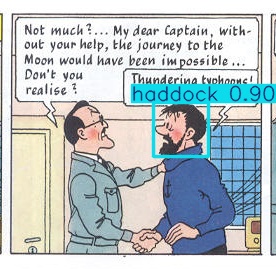 Not much?... My dear Captain, with-
out your help, the journey to the
Moon would have been impossible...
Don't you
realise?
Thundering typhoons!
haddock 0.90